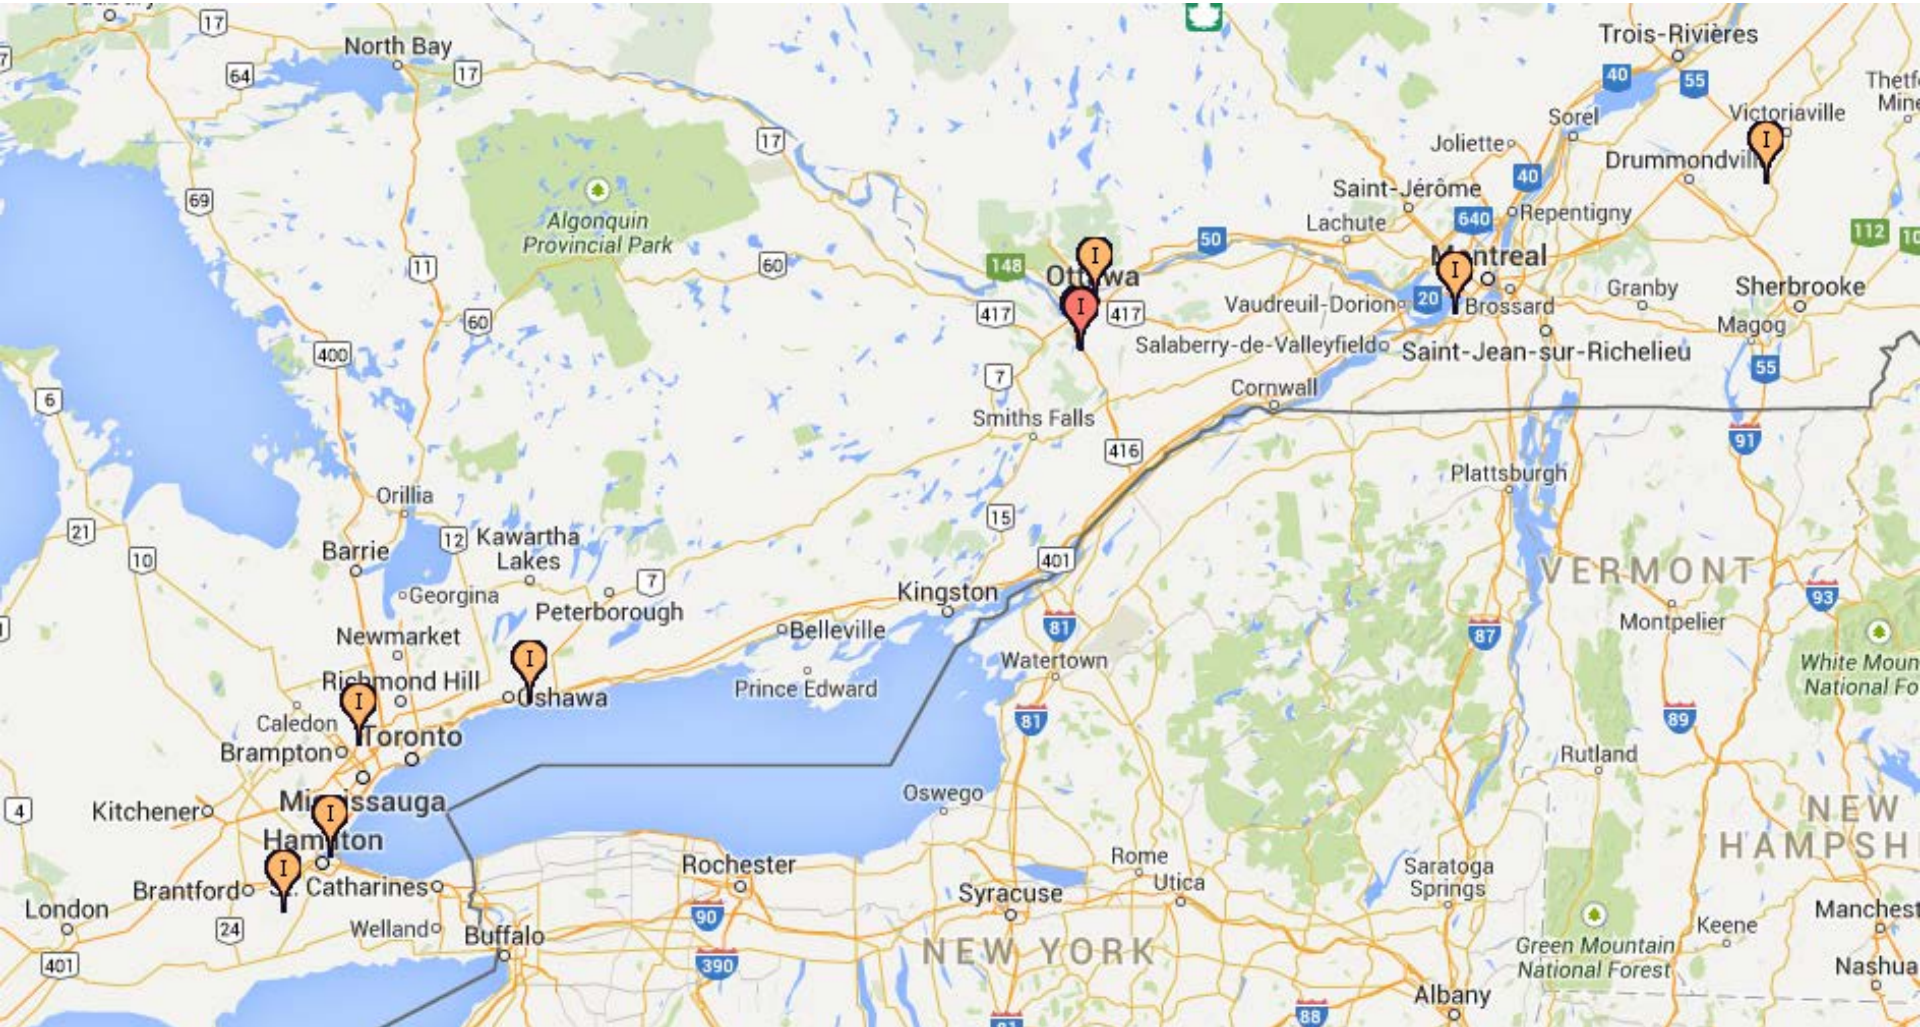 17
Trois-Rivières
North Bay
64
17
40
55
Thetf
Mine
Victoriaville
I
Sorel
17
Joliette
Drummondvill
40
69
Saint-Jérôme
Algonquin
Provincial Park
Lachute
640
Repentigny
112
10
50
I
Montreal
11
60
148
Ottawa
I
I
417
417
Vaudreuil-Dorion
20
Brossard
Granby
Sherbrooke
60
Magog
400
Salaberry-de-Valleyfield
Saint-Jean-sur-Richelieu
55
7
6
Cornwall
Smiths Falls
91
416
Plattsburgh
Orillia
15
21
12
Kawartha
Lakes
Barrie
10
401
VERMONT
7
Georgina
Kingston
93
Peterborough
81
Belleville
87
Montpelier
Newmarket
I
Watertown
White Moun
National Fo
Richmond Hill
Oshawa
Prince Edward
I
81
89
Caledon
Toronto
Brampton
Rutland
Oswego
Mississauga
4
Kitchener
I
NEW
HAMPSH
Hamilton
Rochester
Rome
Saratoga
Springs
I
Utica
Brantford
St. Catharines
Syracuse
London
24
Welland
Buffalo
90
NEW YORK
Manchest
Keene
Green Mountain
National Forest
401
390
Nashua
Albany
88